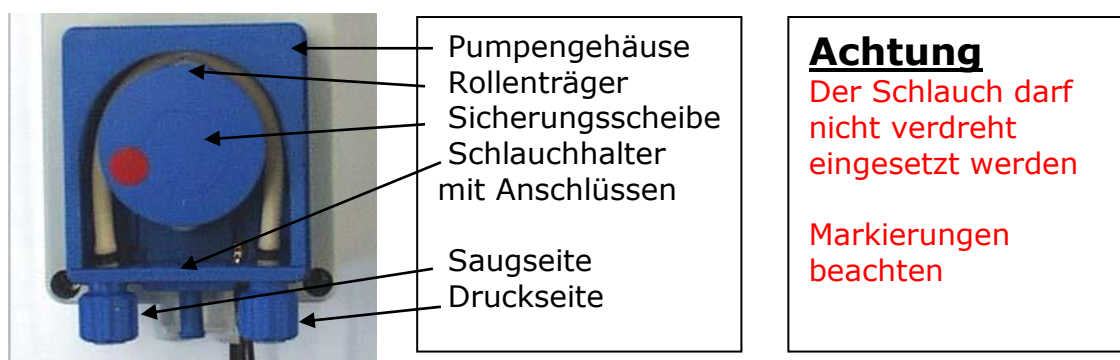 Pumpengehäuse
Rollenträger
Sicherungsscheibe
Schlauchhalter
mit Anschlüssen
Saugseite
Druckseite
Achtung
Der Schlauch darf
nicht verdreht
eingesetzt werden
Markierungen
beachten